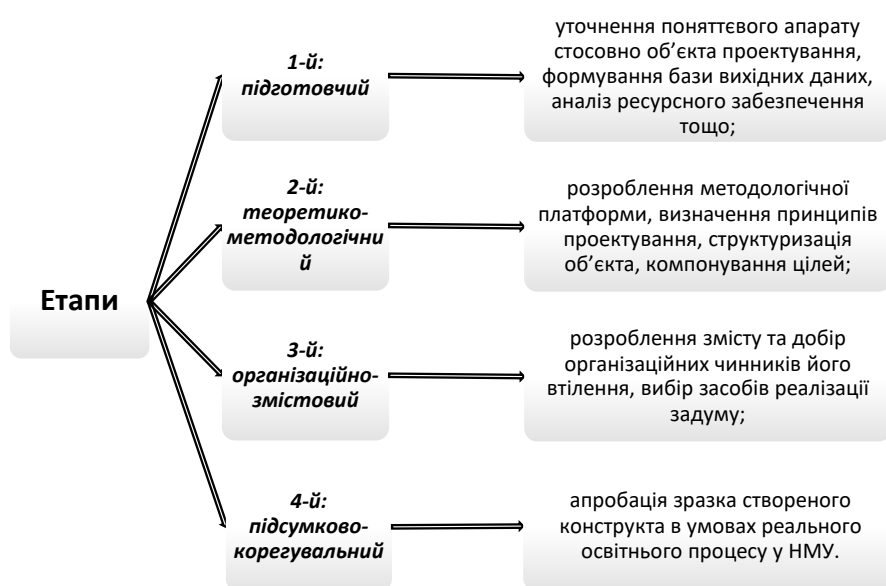 Етапи
1-й:
підготовчий
уточнення поняттєвого апарату
стосовно об’єкта проектування,
формування бази вихідних даних,
аналіз ресурсного забезпечення
тощо;
2-й:
теоретико-
методологічни
й
розроблення методологічної
платформи, визначення принципів
проектування, структуризація
об’єкта, компонування цілей;
3-й:
організаційно-
змістовий
розроблення змісту та добір
організаційних чинників його
втілення, вибір засобів реалізації
задуму;
4-й:
підсумково-
корегувальний
апробація зразка створеного
конструкта в умовах реального
освітнього процесу у НМУ.